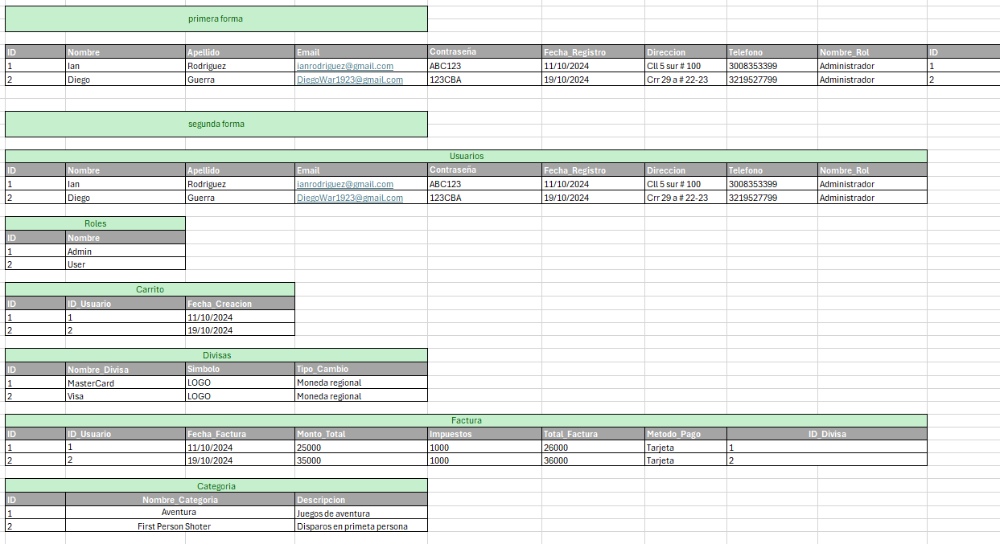 primera forma
ID Nombre Apellido Email Contraseña Fecha_Registro Direccion Telefono Nombre_Rol ID
1 Ian Rodriguez ianrodriguez@gmail.com ABC123 11/10/2024 Cll 5 sur # 100 3008353399 Administrador 1
2 Diego Guerra DiegoWar1923@gmail.com 123CBA 19/10/2024 Crr 29 a # 22-23 3219527799 Administrador 2
segunda forma
Usuarios
ID Nombre Apellido Email Contraseña Fecha_Registro Direccion Telefono Nombre_Rol
1 Ian Rodriguez ianrodriguez@gmail.com ABC123 11/10/2024 Cll 5 sur # 100 3008353399 Administrador
2 Diego Guerra DiegoWar1923@gmail.com 123CBA 19/10/2024 Crr 29 a # 22-23 3219527799 Administrador
Roles
ID Nombre
1 Admin
2 User
Carrito
ID ID_Usuario Fecha_Creacion
1 1 11/10/2024
2 2 19/10/2024
Divisas
ID Nombre_Divisa Simbolo Tipo_Cambio
1 MasterCard LOGO Moneda regional
2 Visa LOGO Moneda regional
Factura
ID ID_Usuario Fecha_Factura Monto_Total Impuestos Total_Factura Metodo_Pago ID_Divisa
1 1 11/10/2024 25000 1000 26000 Tarjeta 1
2 2 19/10/2024 35000 1000 36000 Tarjeta 2
Categoria
ID Nombre_Categoria Descripcion
1 Aventura Juegos de aventura
2 First Person Shoter Disparos en primeta persona